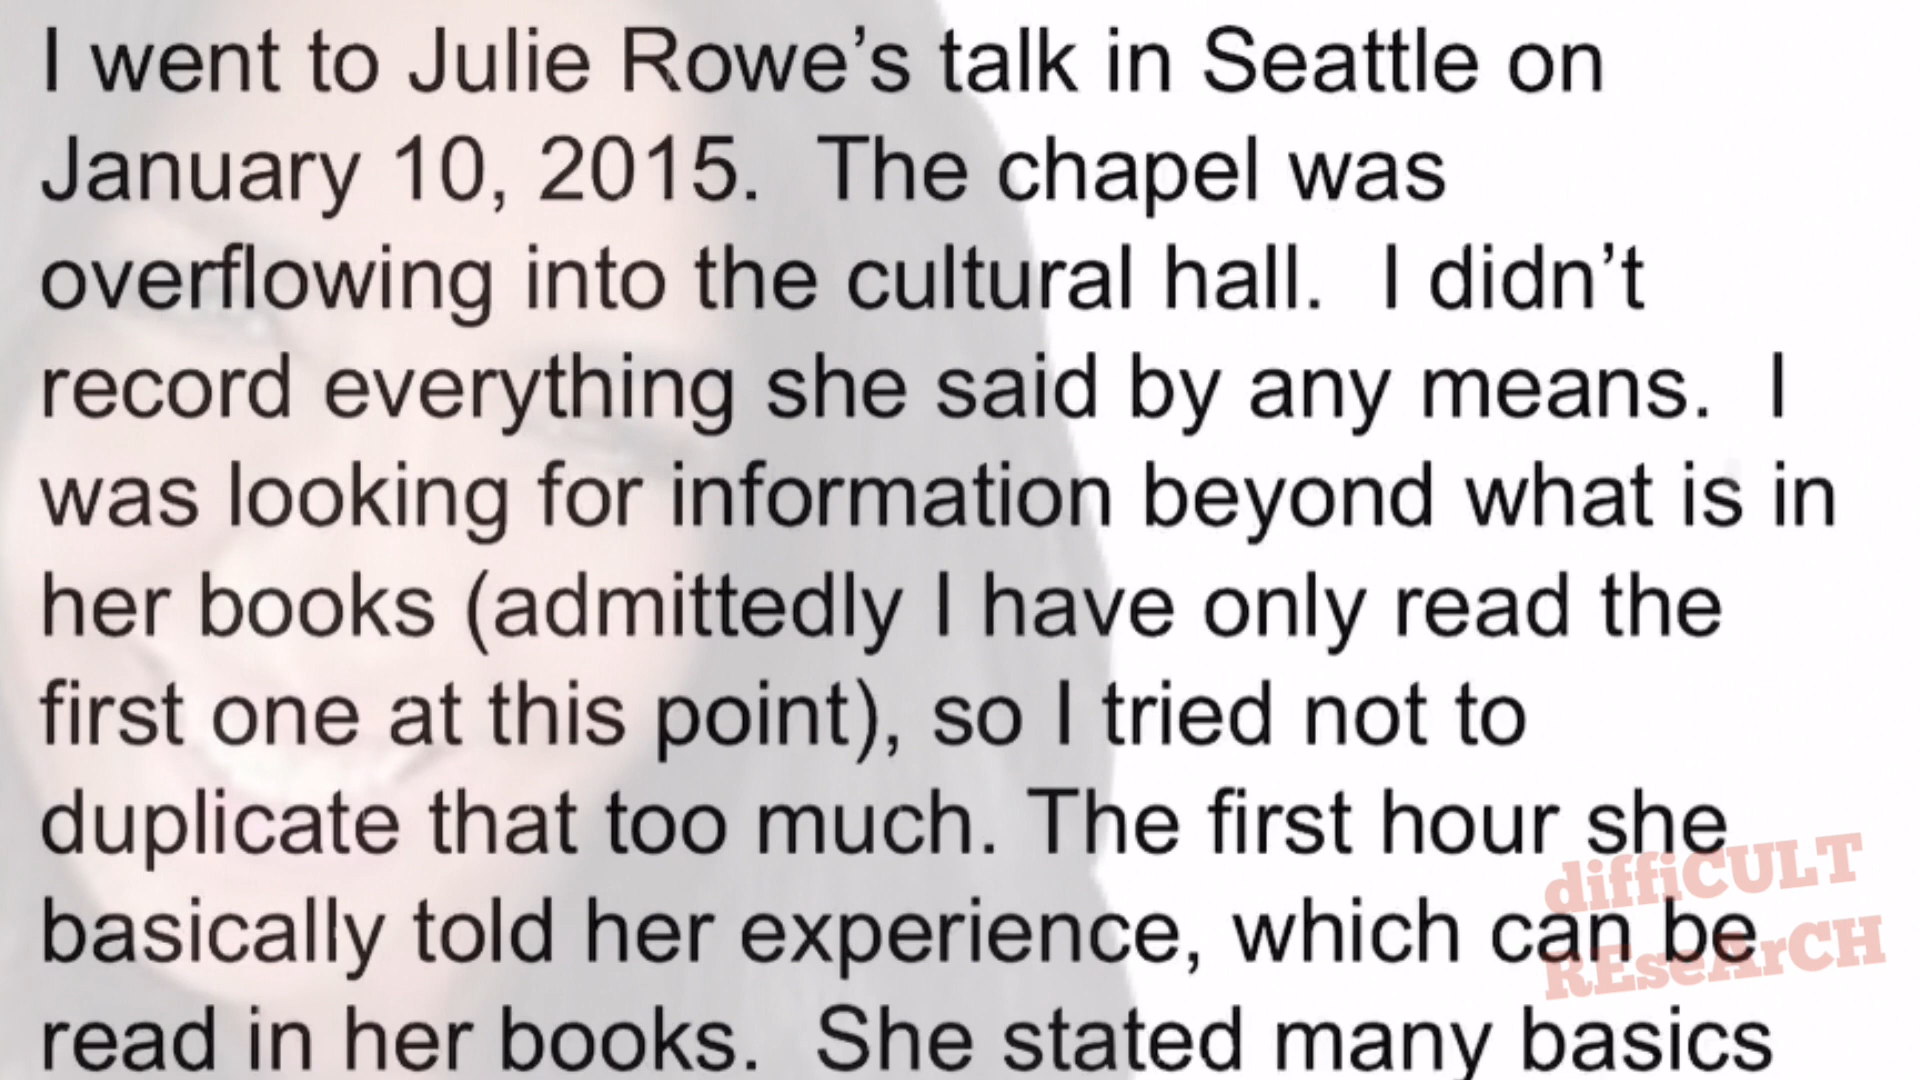 I went to Julie Rowe’s talk in Seattle on
January 10, 2015.  The chapel was
overflowing into the cultural hall.  I didn’t
record everything she said by any means.  I
was looking for information beyond what is in
her books (admittedly I have only read the
first one at this point), so I tried not to
duplicate that too much. The first hour she
basically told her experience, which can be
read in her books.  She stated many basics
diffiCULT
REseArCH